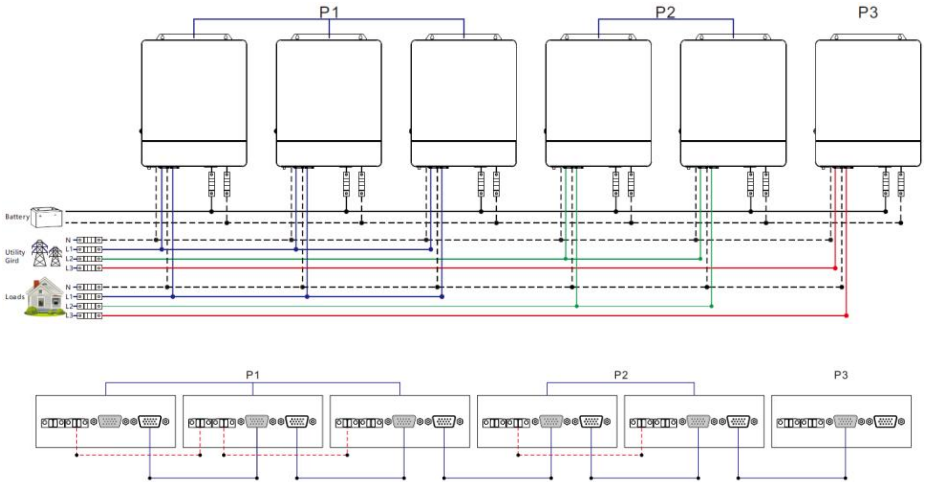 P1 P2 P3
Battery
N
L1
Utility
L2
Gird
L3
N
Loads
L1
L2
L3
P1 P2 P3